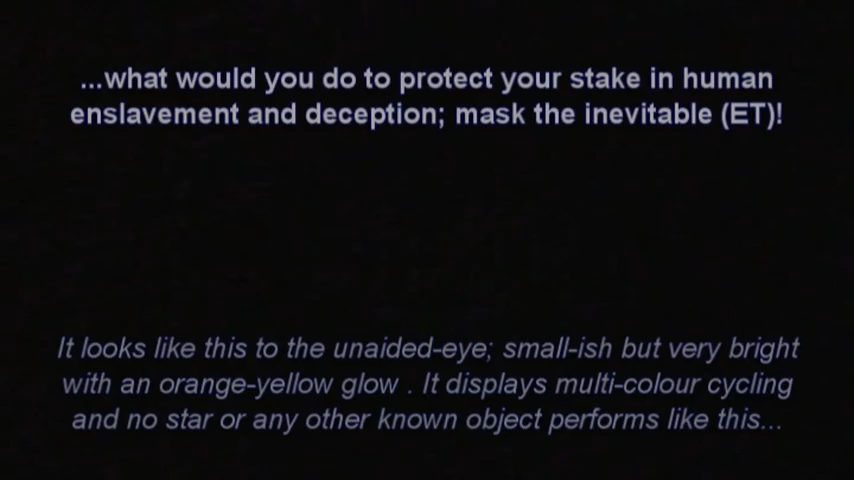 ...what would you do to protect your stake in human
enslavement and deception; mask the inevitable (ET)!
It looks like this to the unaided-eye; small-ish but very bright
with an orange-yellow glow . It displays multi-colour cycling
and no star or any other known object performs like this...